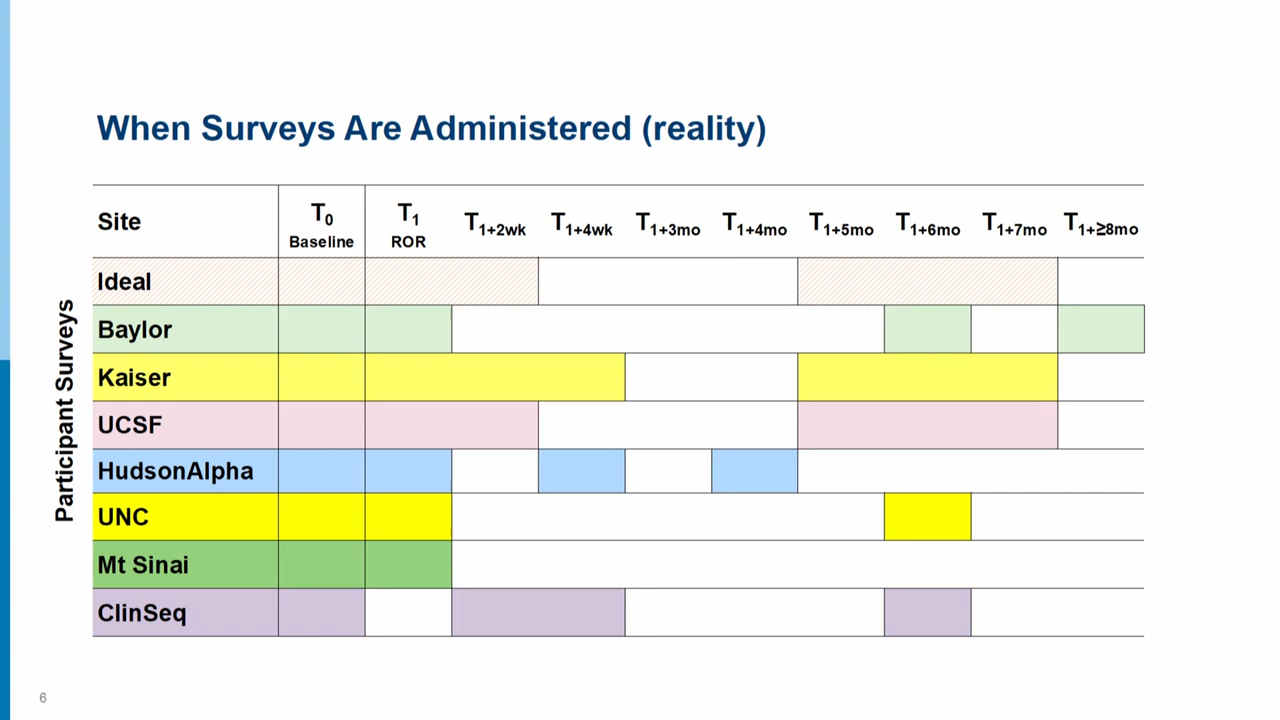 When Surveys Are Administered (reality)
Site T0 Baseline T1 ROR T1+2wk T1+4wk T1+3mo T1+4mo T1+5mo T1+6mo T1+7mo T1+≥8mo
Participant Surveys
Ideal
Baylor
Kaiser
UCSF
HudsonAlpha
UNC
Mt Sinai
ClinSeq
6